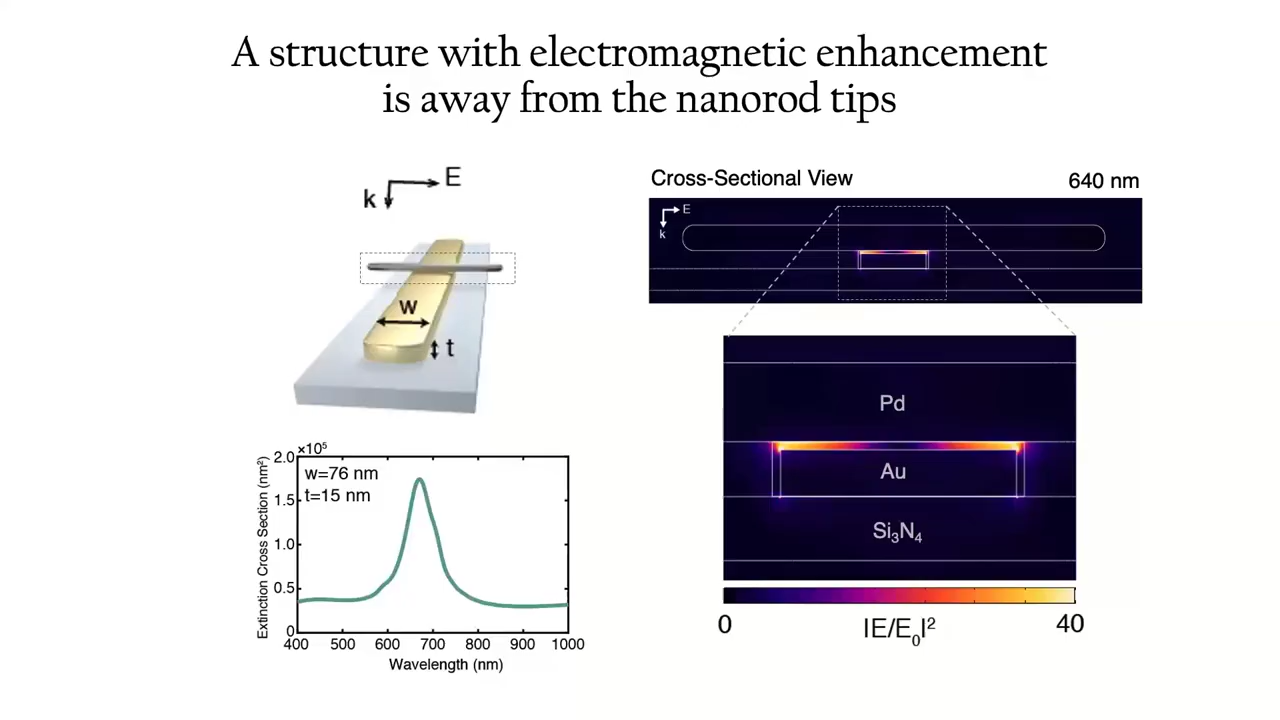 A structure with electromagnetic enhancement
is away from the nanorod tips
E
k
w
t
×10⁵
2.0
1.5
1.0
0.5
0
Extinction Cross Section (nm²)
w=76 nm
t=15 nm
400 500 600 700 800 900 1000
Wavelength (nm)
Cross-Sectional View 640 nm
E
k
Pd
Au
Si₃N₄
0 |E/E₀|² 40